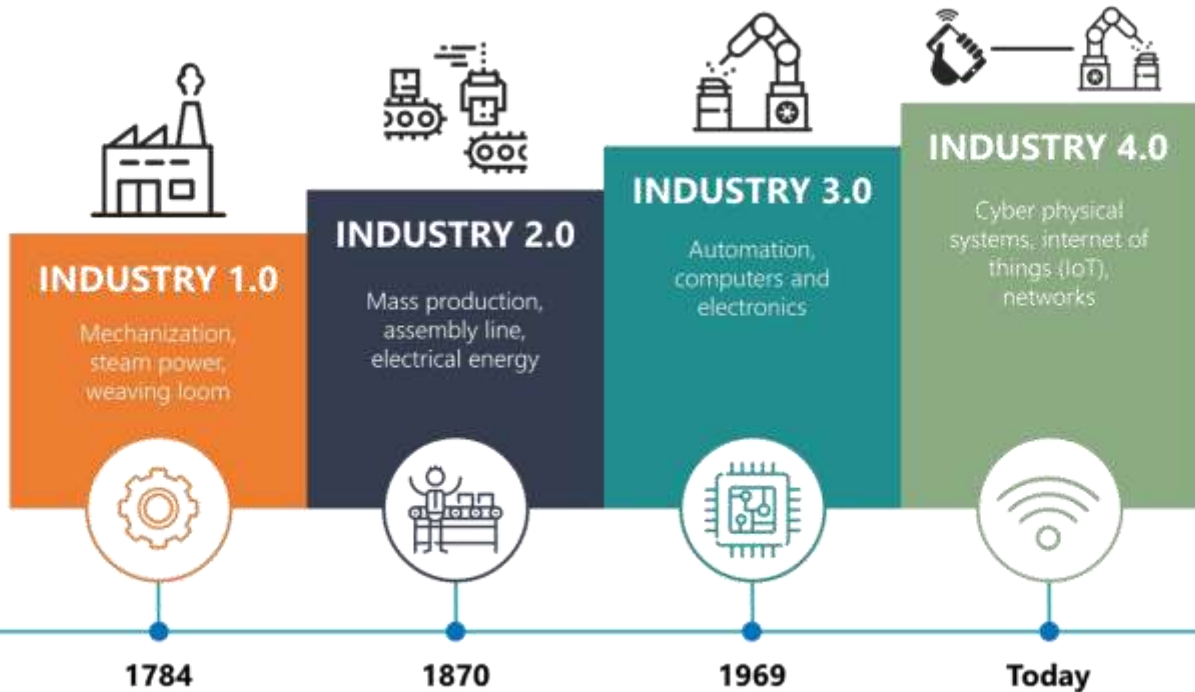 INDUSTRY 1.0
Mechanization,
steam power,
weaving loom
1784
INDUSTRY 2.0
Mass production,
assembly line,
electrical energy
1870
INDUSTRY 3.0
Automation,
computers and
electronics
1969
INDUSTRY 4.0
Cyber physical
systems, internet of
things (IoT),
networks
Today